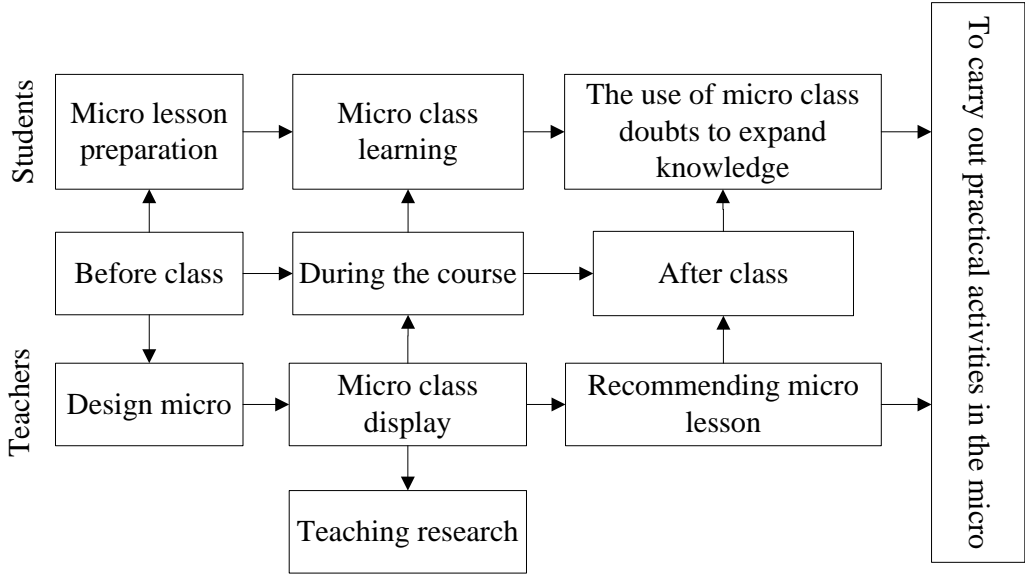 Students
Micro lesson
preparation
Micro class
learning
The use of micro class
doubts to expand
knowledge
Before class
During the course
After class
Teachers
Design micro
Micro class
display
Recommending micro
lesson
Teaching research
To carry out practical activities in the micro